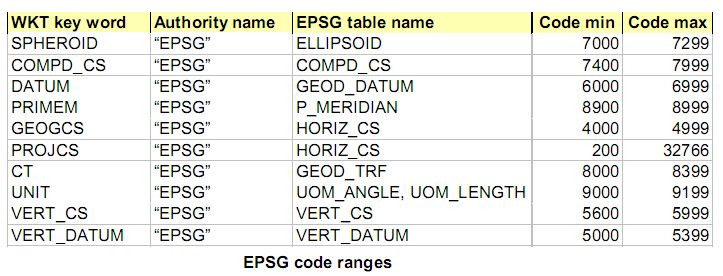 WKT key word Authority name EPSG table name Code min Code max
SPHEROID “EPSG” ELLIPSOID 7000 7299
COMPD_CS “EPSG” COMPD_CS 7400 7999
DATUM “EPSG” GEOD_DATUM 6000 6999
PRIMEM “EPSG” P_MERIDIAN 8900 8999
GEOGCS “EPSG” HORIZ_CS 4000 4999
PROJCS “EPSG” HORIZ_CS 200 32766
CT “EPSG” GEOD_TRF 8000 8399
UNIT “EPSG” UOM_ANGLE, UOM_LENGTH 9000 9199
VERT_CS “EPSG” VERT_CS 5600 5999
VERT_DATUM “EPSG” VERT_DATUM 5000 5399
EPSG code ranges